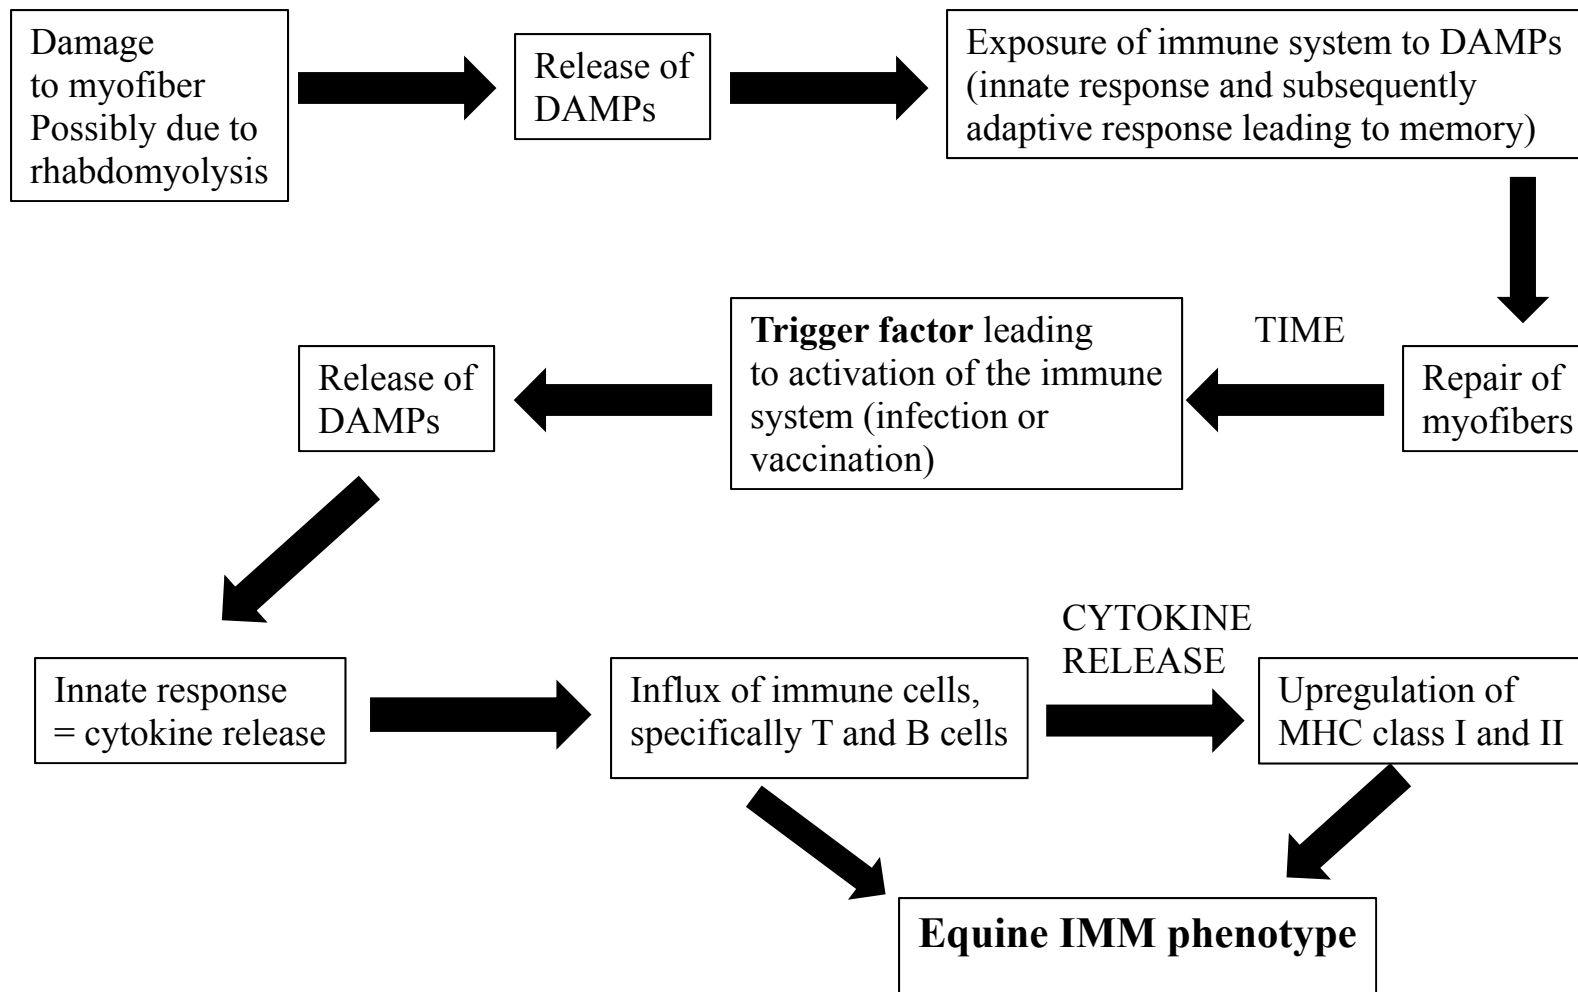 Damage
to myofiber
Possibly due to
rhabdomyolysis
Release of
DAMPs
Exposure of immune system to DAMPs
(innate response and subsequently
adaptive response leading to memory)
Repair of
myofibers
TIME
Trigger factor leading
to activation of the immune
system (infection or
vaccination)
Release of
DAMPs
Innate response
= cytokine release
Influx of immune cells,
specifically T and B cells
CYTOKINE
RELEASE
Upregulation of
MHC class I and II
Equine IMM phenotype